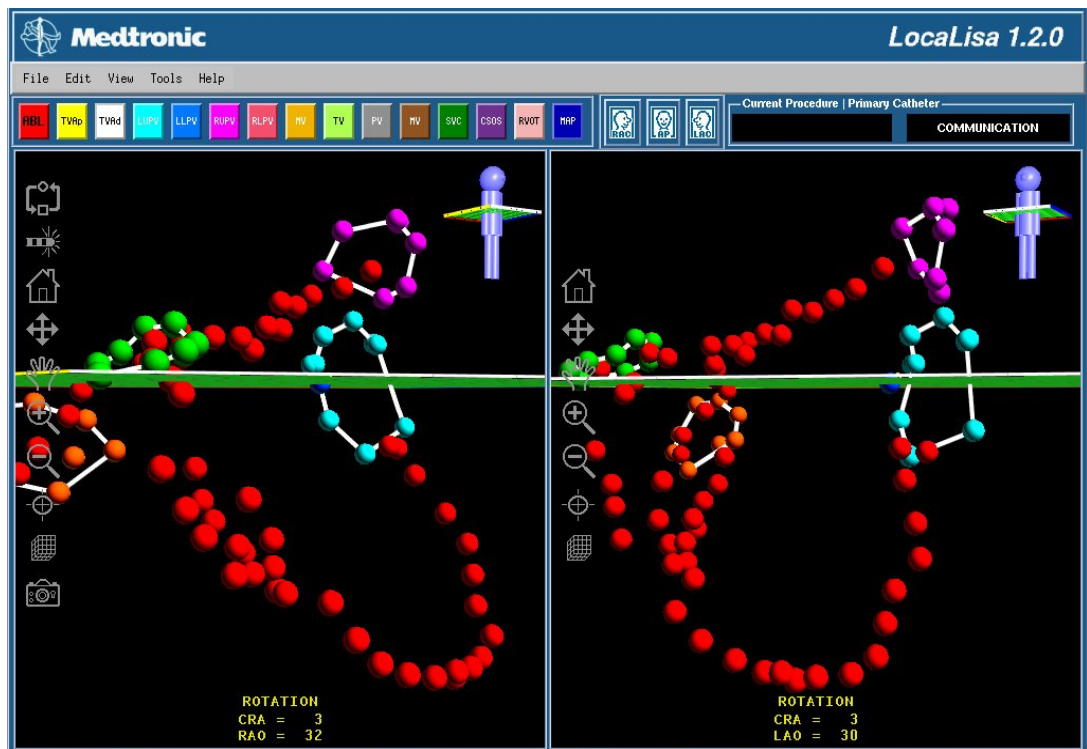 Medtronic
LocaLisa 1.2.0
File Edit View Tools Help
ABL TVAp TVAd LUPV LLPV RUPV RLPV MV TV PV MV SVC CSOS RVOT MAP
RAO AP LAO
Current Procedure | Primary Catheter
COMMUNICATION
ROTATION
CRA = 3
RAO = 32
ROTATION
CRA = 3
LAO = 30